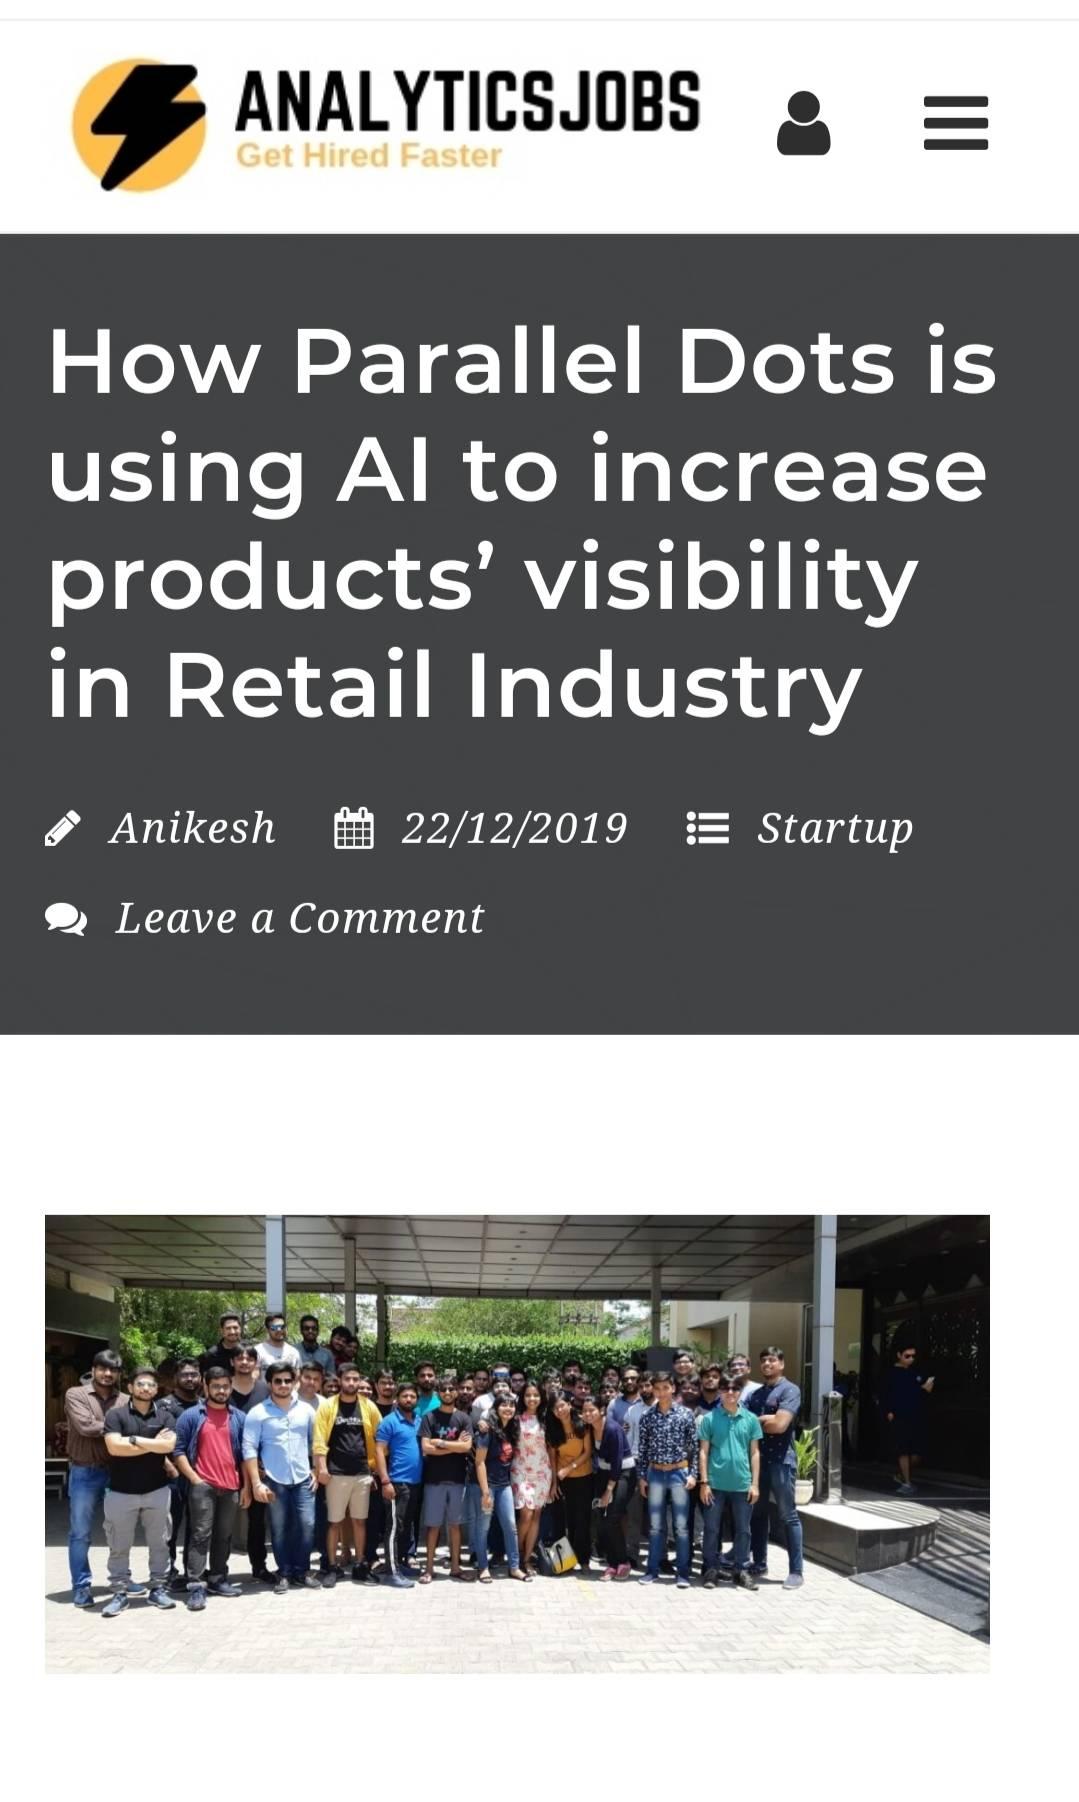 ANALYTICSJOBS
Get Hired Faster
How Parallel Dots is
using AI to increase
products’ visibility
in Retail Industry
Anikesh 22/12/2019 Startup
Leave a Comment